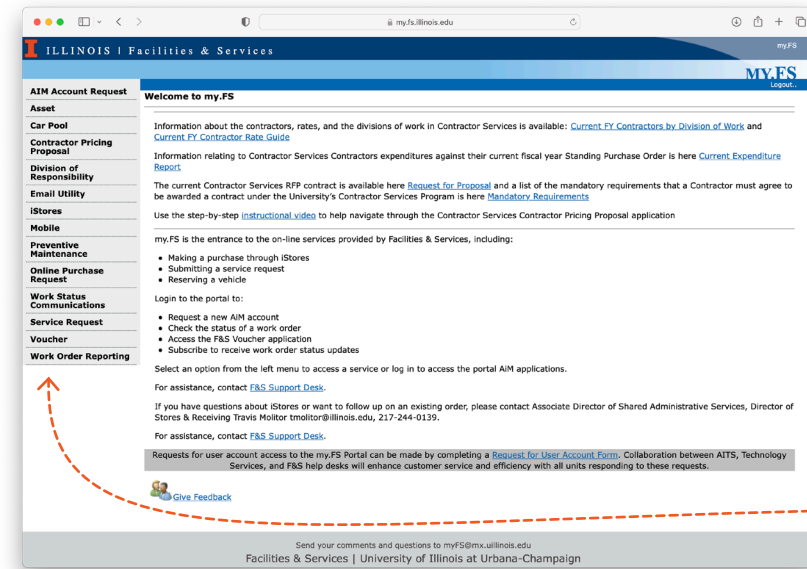 my.fs.illinois.edu
ILLINOIS | Facilities & Services
my.FS
MY.FS
Logout..
AIM Account Request
Asset
Car Pool
Contractor Pricing
Proposal
Division of
Responsibility
Email Utility
iStores
Mobile
Preventive
Maintenance
Online Purchase
Request
Work Status
Communications
Service Request
Voucher
Work Order Reporting
Welcome to my.FS
Information about the contractors, rates, and the divisions of work in Contractor Services is available: Current FY Contractors by Division of Work and
Current FY Contractor Rate Guide
Information relating to Contractor Services Contractors expenditures against their current fiscal year Standing Purchase Order is here Current Expenditure
Report
The current Contractor Services RFP contract is available here Request for Proposal and a list of the mandatory requirements that a Contractor must agree to
be awarded a contract under the University's Contractor Services Program is here Mandatory Requirements
Use the step-by-step instructional video to help navigate through the Contractor Services Contractor Pricing Proposal application
my.FS is the entrance to the on-line services provided by Facilities & Services, including:
• Making a purchase through iStores
• Submitting a service request
• Reserving a vehicle
Login to the portal to:
• Request a new AiM account
• Check the status of a work order
• Access the F&S Voucher application
• Subscribe to receive work order status updates
Select an option from the left menu to access a service or log in to access the portal AiM applications.
For assistance, contact F&S Support Desk.
If you have questions about iStores or want to follow up on an existing order, please contact Associate Director of Shared Administrative Services, Director of
Stores & Receiving Travis Molitor tmolitor@illinois.edu, 217-244-0139.
For assistance, contact F&S Support Desk.
Requests for user account access to the my.FS Portal can be made by completing a Request for User Account Form. Collaboration between AITS, Technology
Services, and F&S help desks will enhance customer service and efficiency with all units responding to these requests.
Give Feedback
Send your comments and questions to myFS@mx.uillinois.edu
Facilities & Services | University of Illinois at Urbana-Champaign